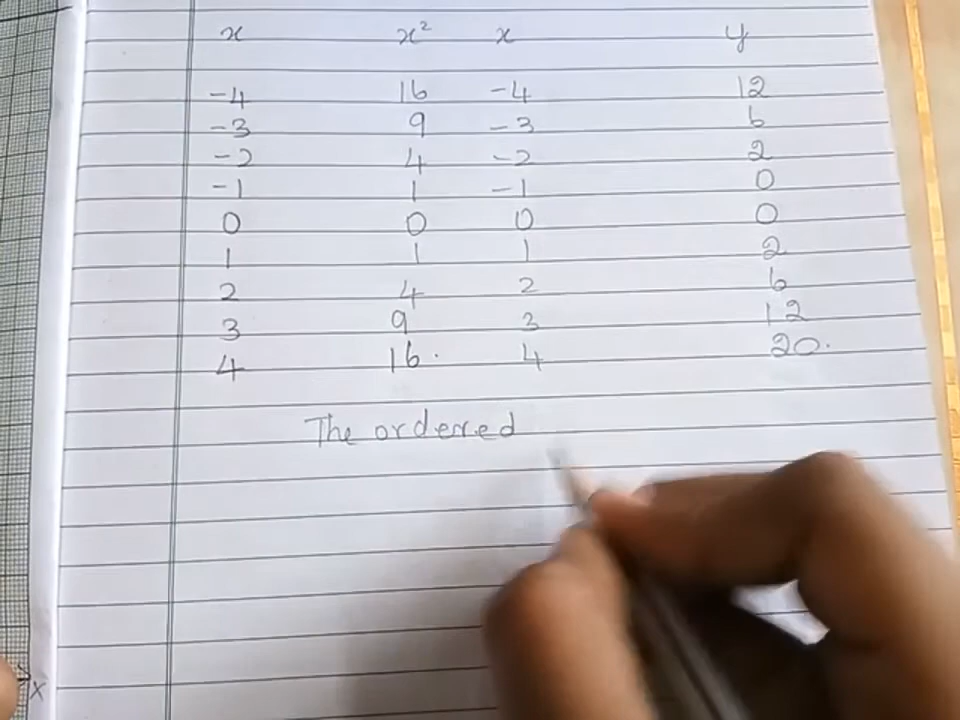 x x² x y
-4 16 -4 12
-3 9 -3 6
-2 4 -2 2
-1 1 -1 0
0 0 0 0
1 1 1 2
2 4 2 6
3 9 3 12
4 16. 4 20.
The ordered
X